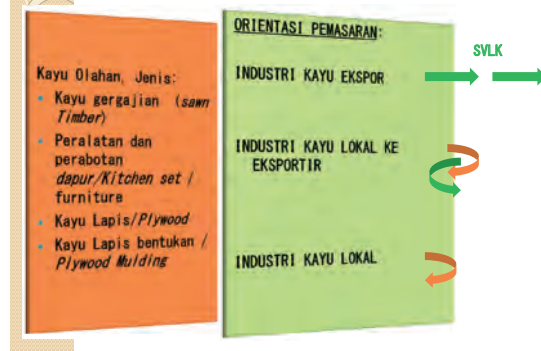 Kayu Olahan, Jenis:
• Kayu gergajian (sawn
Timber)
• Peralatan dan
perabotan
dapur/Kitchen set /
furniture
• Kayu Lapis/Plywood
• Kayu Lapis bentukan /
Plywood Mulding
ORIENTASI PEMASARAN:
INDUSTRI KAYU EKSPOR
INDUSTRI KAYU LOKAL KE
EKSPORTIR
INDUSTRI KAYU LOKAL
SVLK